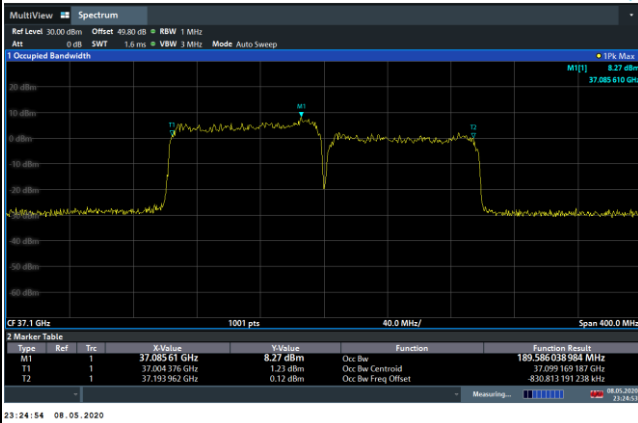 MultiView Spectrum
Ref Level 30.00 dBm Offset 49.80 dB RBW 1 MHz
Att 0 dB SWT 1.6 ms VBW 3 MHz Mode Auto Sweep
1 Occupied Bandwidth 1Pk Max
M1[1] 8.27 dBm
37.085 610 GHz
20 dBm
M1
10 dBm
T1
T2
0 dBm
-10 dBm
-20 dBm
-30 dBm
-40 dBm
-50 dBm
-60 dBm
CF 37.1 GHz 1001 pts 40.0 MHz/ Span 400.0 MHz
2 Marker Table
Type Ref Trc X-Value Y-Value Function Function Result
M1 1 37.085 61 GHz 8.27 dBm Occ Bw 189.586 038 984 MHz
T1 1 37.004 376 GHz 1.23 dBm Occ Bw Centroid 37.099 169 187 GHz
T2 1 37.193 962 GHz 0.12 dBm Occ Bw Freq Offset -830.813 191 238 kHz
Measuring... 08.05.2020
23:24:53
23:24:54 08.05.2020